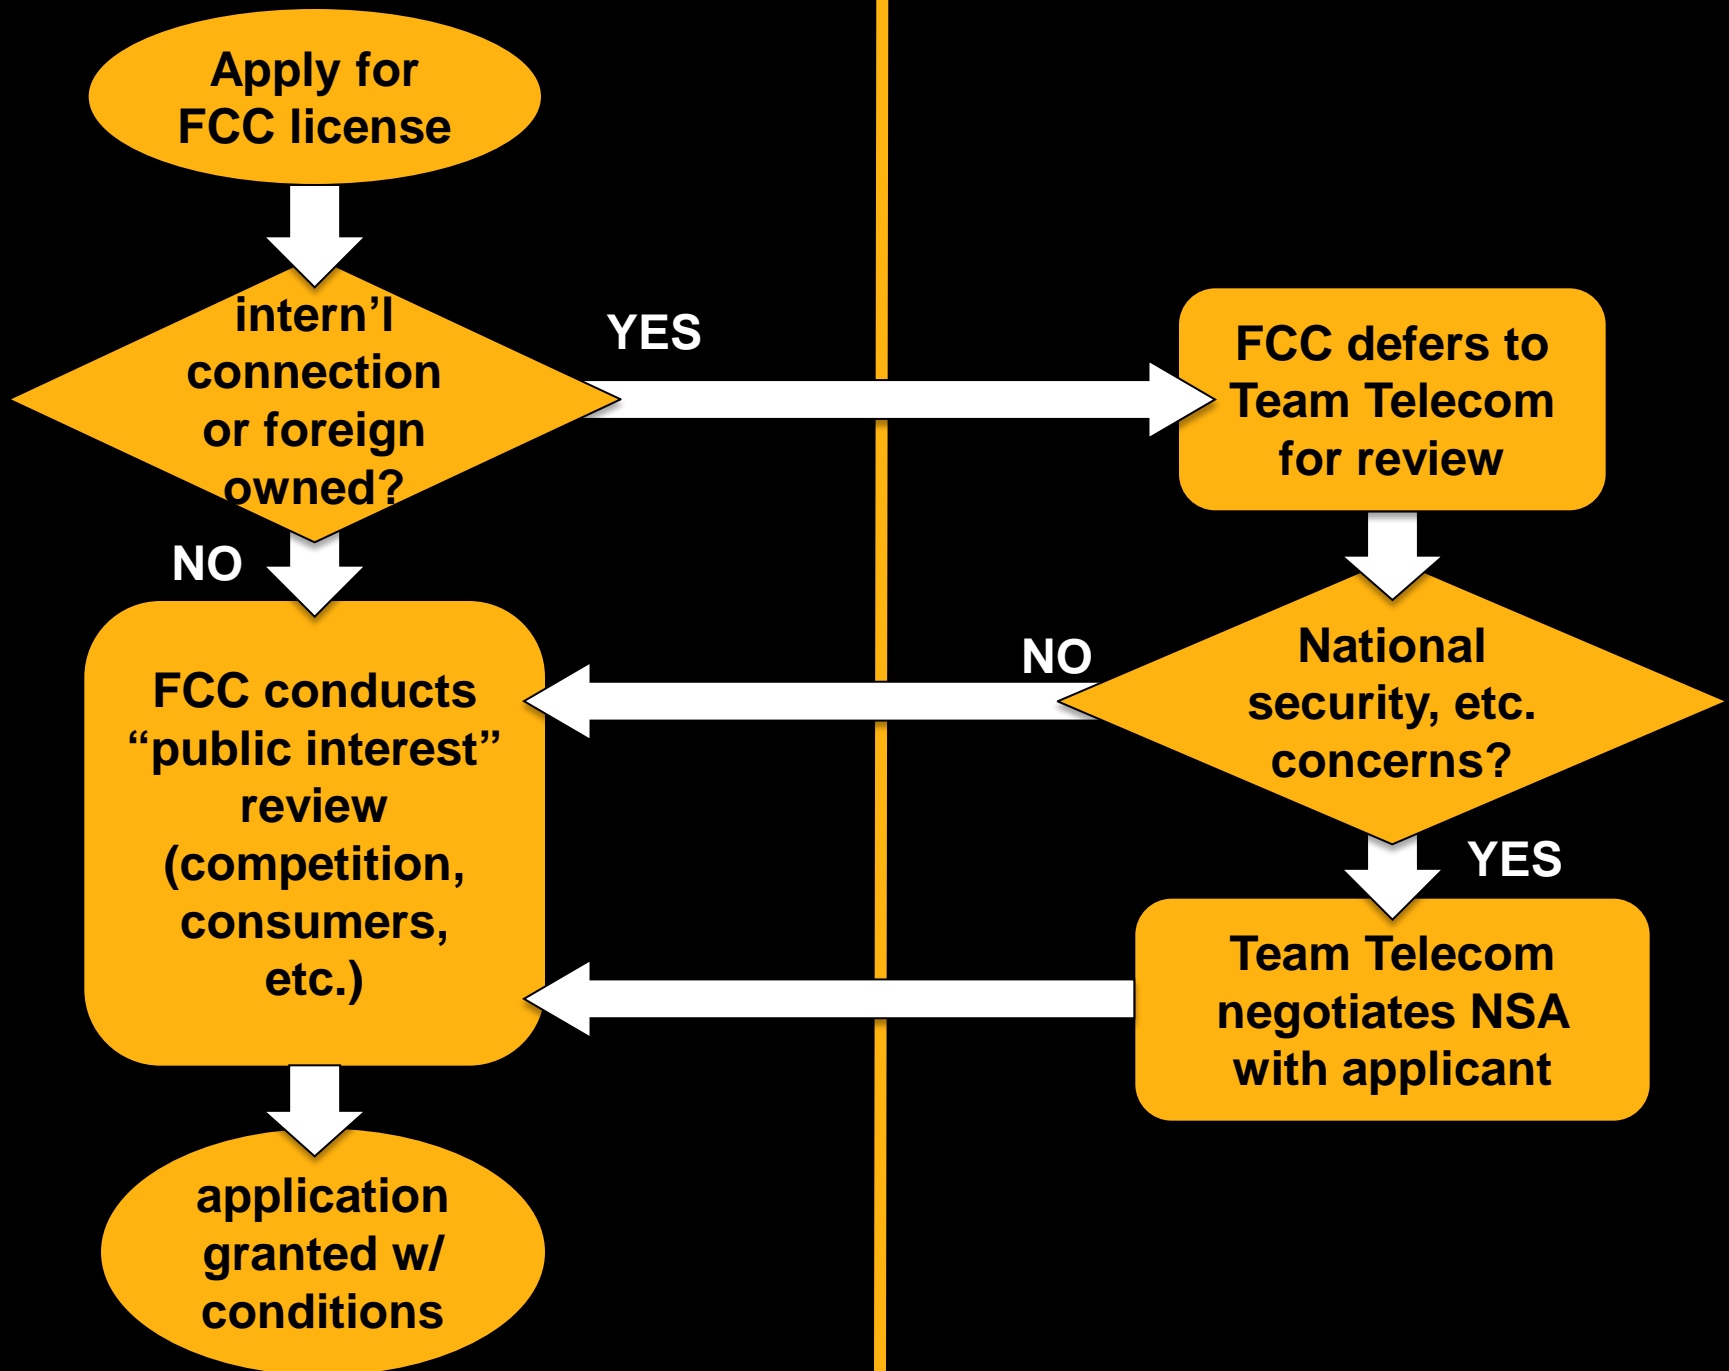 Apply for
FCC license
intern’l
connection
or foreign
owned?
YES
FCC defers to
Team Telecom
for review
NO
National
security, etc.
concerns?
NO
YES
FCC conducts
“public interest”
review
(competition,
consumers,
etc.)
Team Telecom
negotiates NSA
with applicant
application
granted w/
conditions